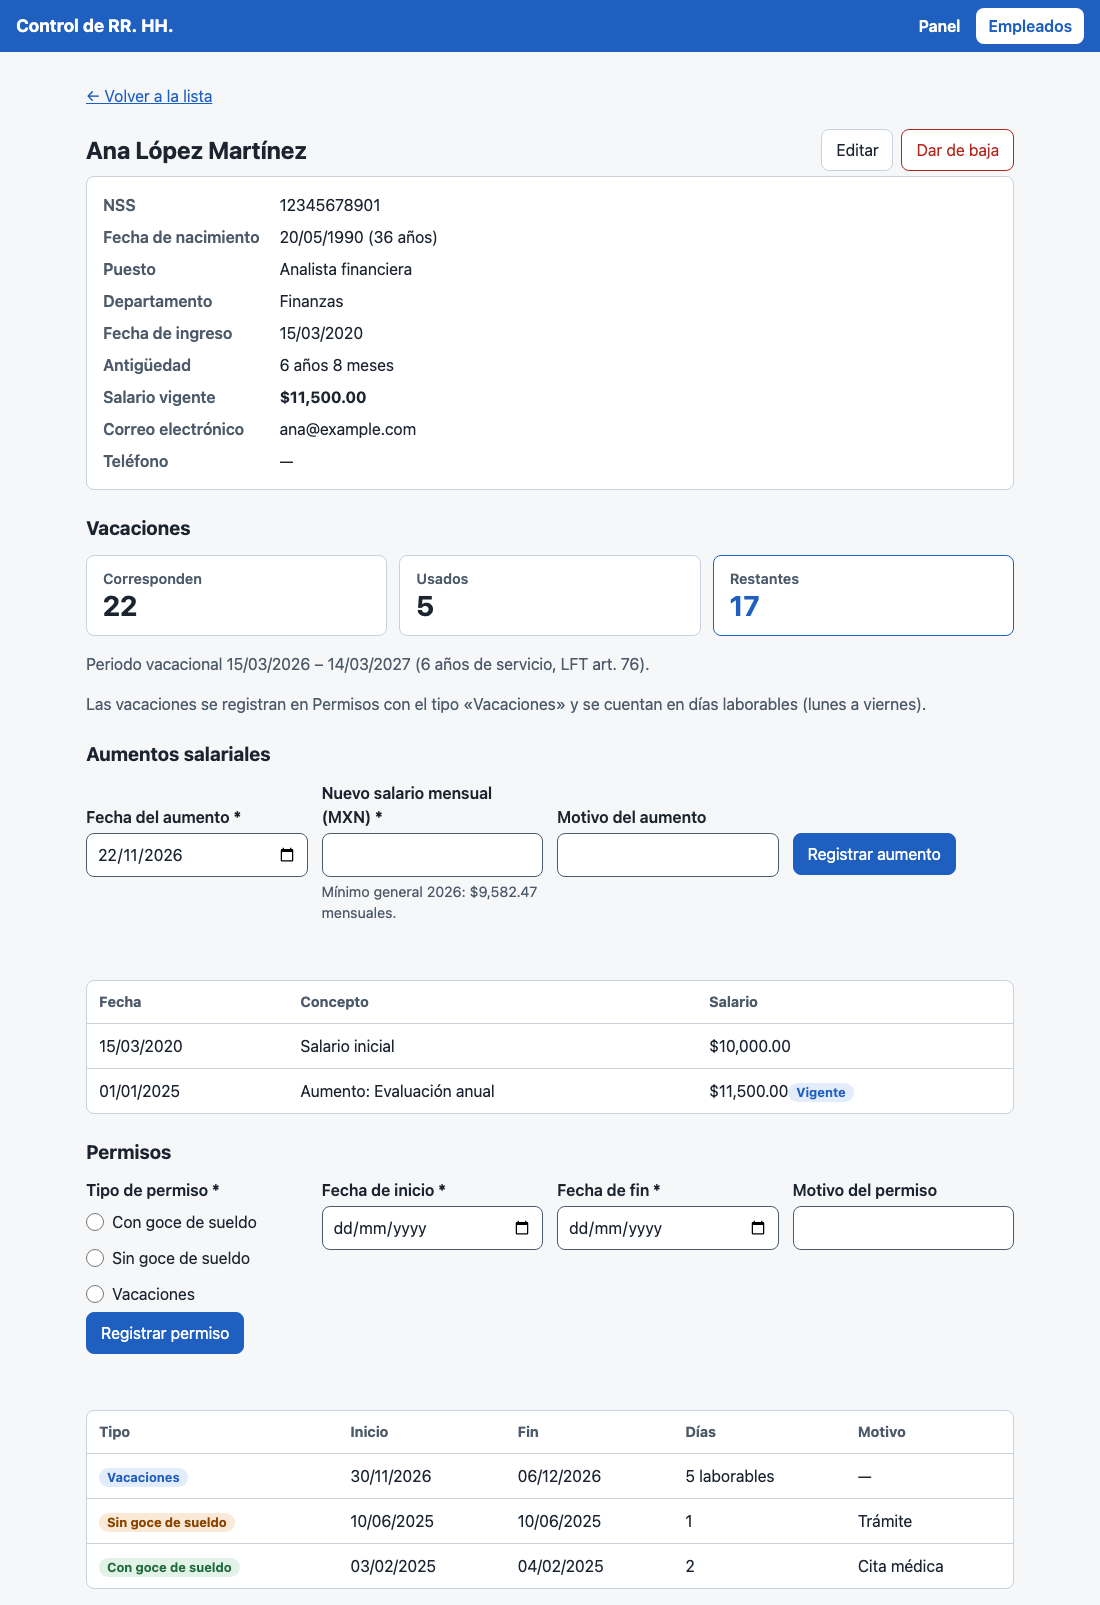 Control de RR. HH.
Panel
Empleados
← Volver a la lista
Ana López Martínez
Editar
Dar de baja
NSS 12345678901
Fecha de nacimiento 20/05/1990 (36 años)
Puesto Analista financiera
Departamento Finanzas
Fecha de ingreso 15/03/2020
Antigüedad 6 años 8 meses
Salario vigente $11,500.00
Correo electrónico ana@example.com
Teléfono —
Vacaciones
Corresponden
22
Usados
5
Restantes
17
Periodo vacacional 15/03/2026 – 14/03/2027 (6 años de servicio, LFT art. 76).
Las vacaciones se registran en Permisos con el tipo «Vacaciones» y se cuentan en días laborables (lunes a viernes).
Aumentos salariales
Fecha del aumento *
22/11/2026
Nuevo salario mensual
(MXN) *
Mínimo general 2026: $9,582.47
mensuales.
Motivo del aumento
Registrar aumento
Fecha Concepto Salario
15/03/2020 Salario inicial $10,000.00
01/01/2025 Aumento: Evaluación anual $11,500.00 Vigente
Permisos
Tipo de permiso *
Con goce de sueldo
Sin goce de sueldo
Vacaciones
Fecha de inicio *
dd/mm/yyyy
Fecha de fin *
dd/mm/yyyy
Motivo del permiso
Registrar permiso
Tipo Inicio Fin Días Motivo
Vacaciones 30/11/2026 06/12/2026 5 laborables —
Sin goce de sueldo 10/06/2025 10/06/2025 1 Trámite
Con goce de sueldo 03/02/2025 04/02/2025 2 Cita médica